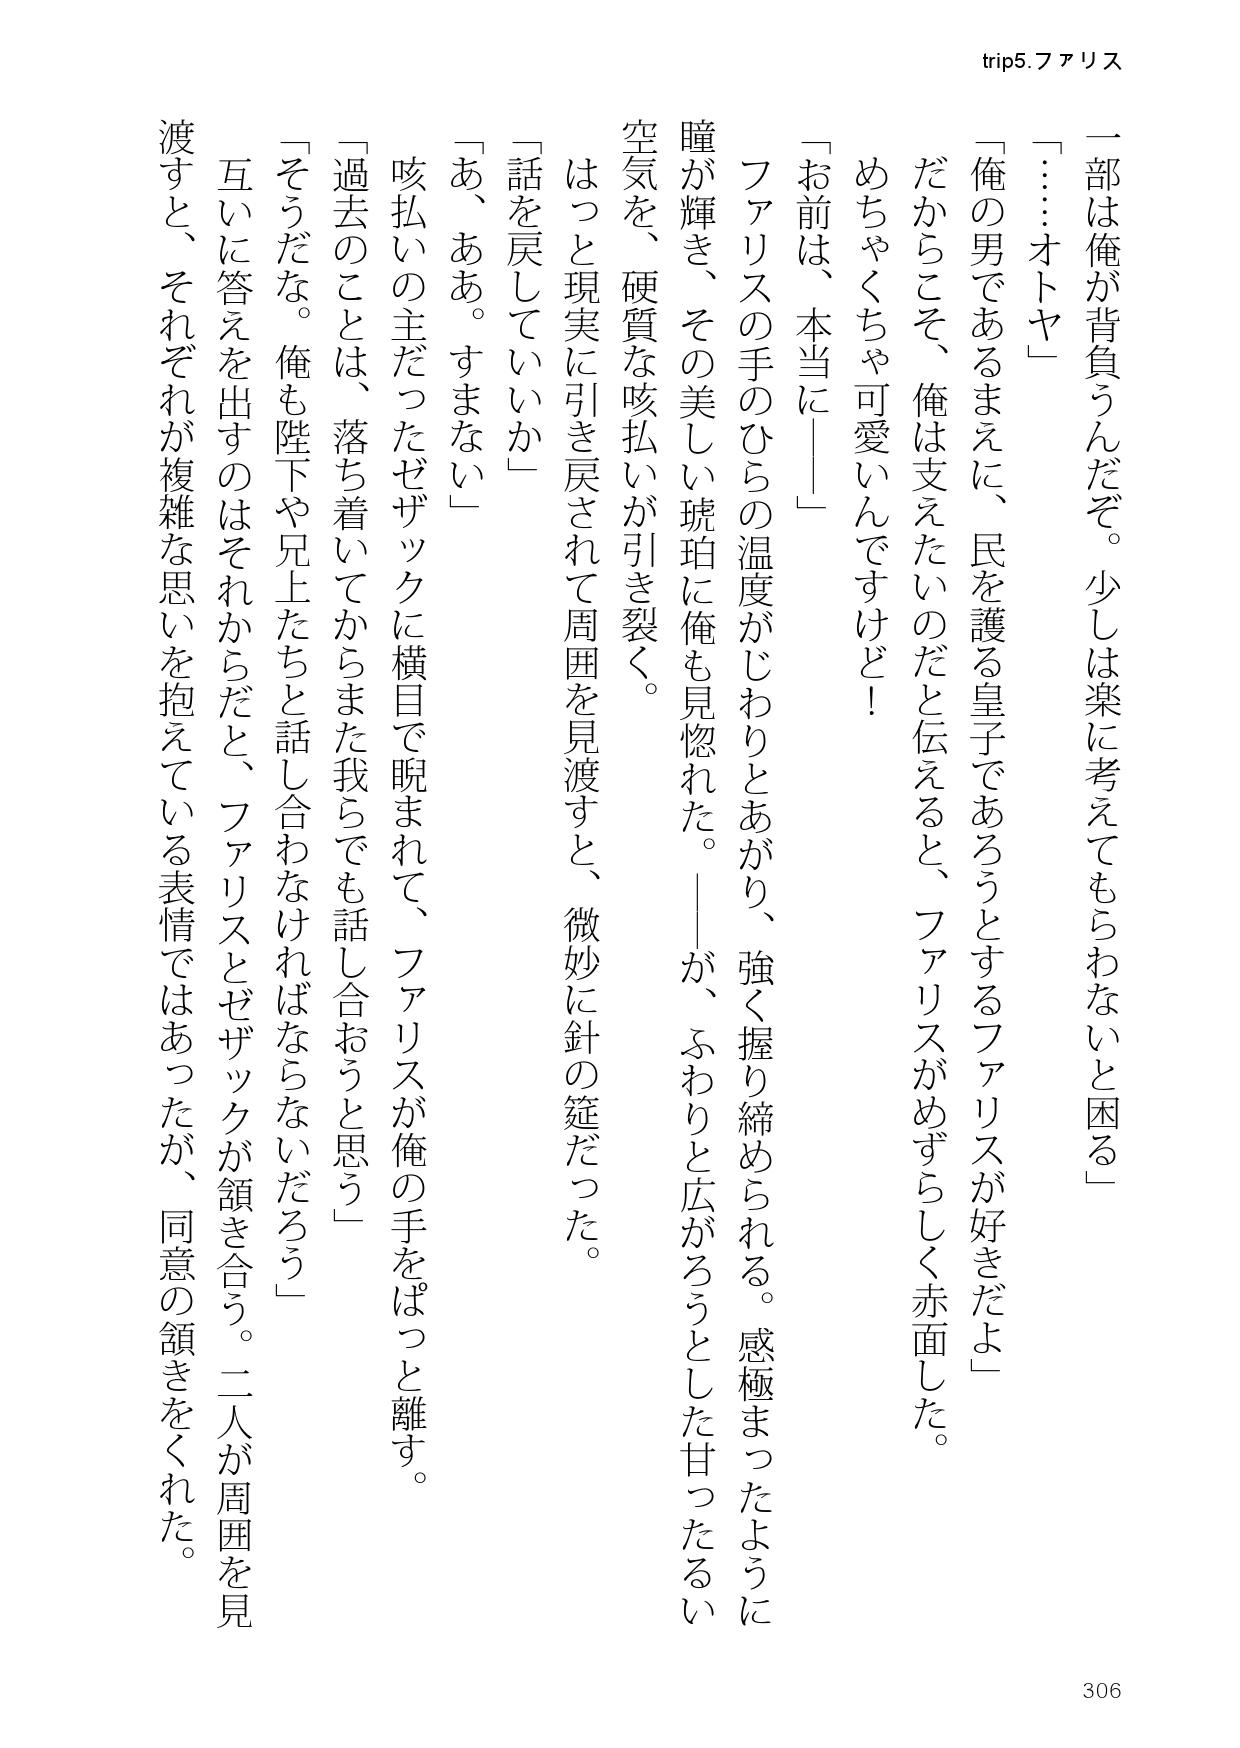 trip5.ファリス
一部は俺が背負うんだぞ。少しは楽に考えてもらわないと困る」
「……オトヤ」
「俺の男であるまえに、民を護る皇子であろうとするファリスが好きだよ」
だからこそ、俺は支えたいのだと伝えると、ファリスがめずらしく赤面した。
めちゃくちゃ可愛いんですけど！
「お前は、本当に――」
ファリスの手のひらの温度がじわりとあがり、強く握り締められる。感極まったように
瞳が輝き、その美しい琥珀に俺も見惚れた。――が、ふわりと広がろうとした甘ったるい
空気を、硬質な咳払いが引き裂く。
はっと現実に引き戻されて周囲を見渡すと、微妙に針の筵だった。
「話を戻していいか」
「あ、ああ。すまない」
咳払いの主だったゼザックに横目で睨まれて、ファリスが俺の手をぱっと離す。
「過去のことは、落ち着いてからまた我らでも話し合おうと思う」
「そうだな。俺も陛下や兄上たちと話し合わなければならないだろう」
互いに答えを出すのはそれからだと、ファリスとゼザックが頷き合う。二人が周囲を見
渡すと、それぞれが複雑な思いを抱えている表情ではあったが、同意の頷きをくれた。
306